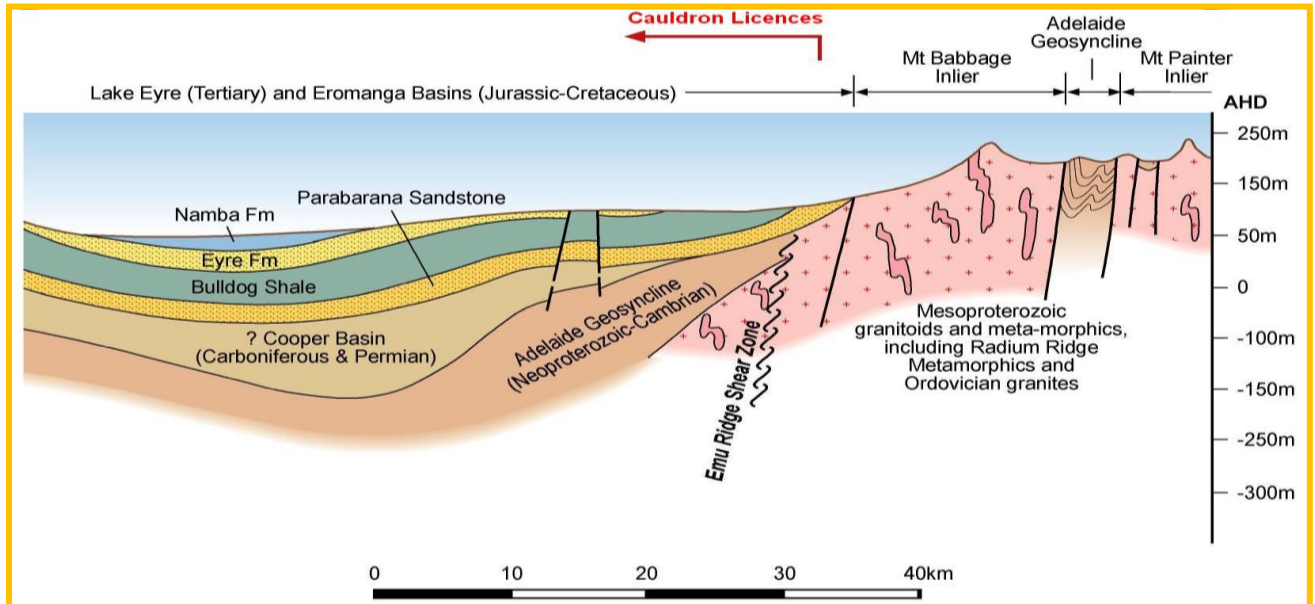 Cauldron Licences
Adelaide
Geosyncline
Mt Babbage
Inlier
Mt Painter
Inlier
Lake Eyre (Tertiary) and Eromanga Basins (Jurassic-Cretaceous)
AHD
250m
150m
50m
0
-100m
-150m
-250m
-300m
Parabarana Sandstone
Namba Fm
Eyre Fm
Bulldog Shale
? Cooper Basin
(Carboniferous & Permian)
Adelaide Geosyncline
(Neoproterozoic-Cambrian)
Emu Ridge Shear Zone
Mesoproterozoic
granitoids and meta-morphics,
including Radium Ridge
Metamorphics and
Ordovician granites
0 10 20 30 40km